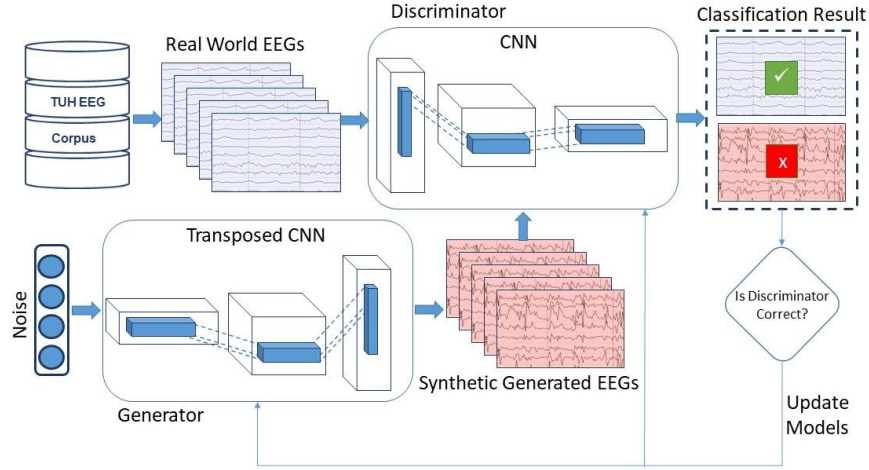 Discriminator
Classification Result
Real World EEGs
CNN
TUH EEG
Corpus
x
Transposed CNN
Noise
Is Discriminator
Correct?
Synthetic Generated EEGs
Generator
Update
Models